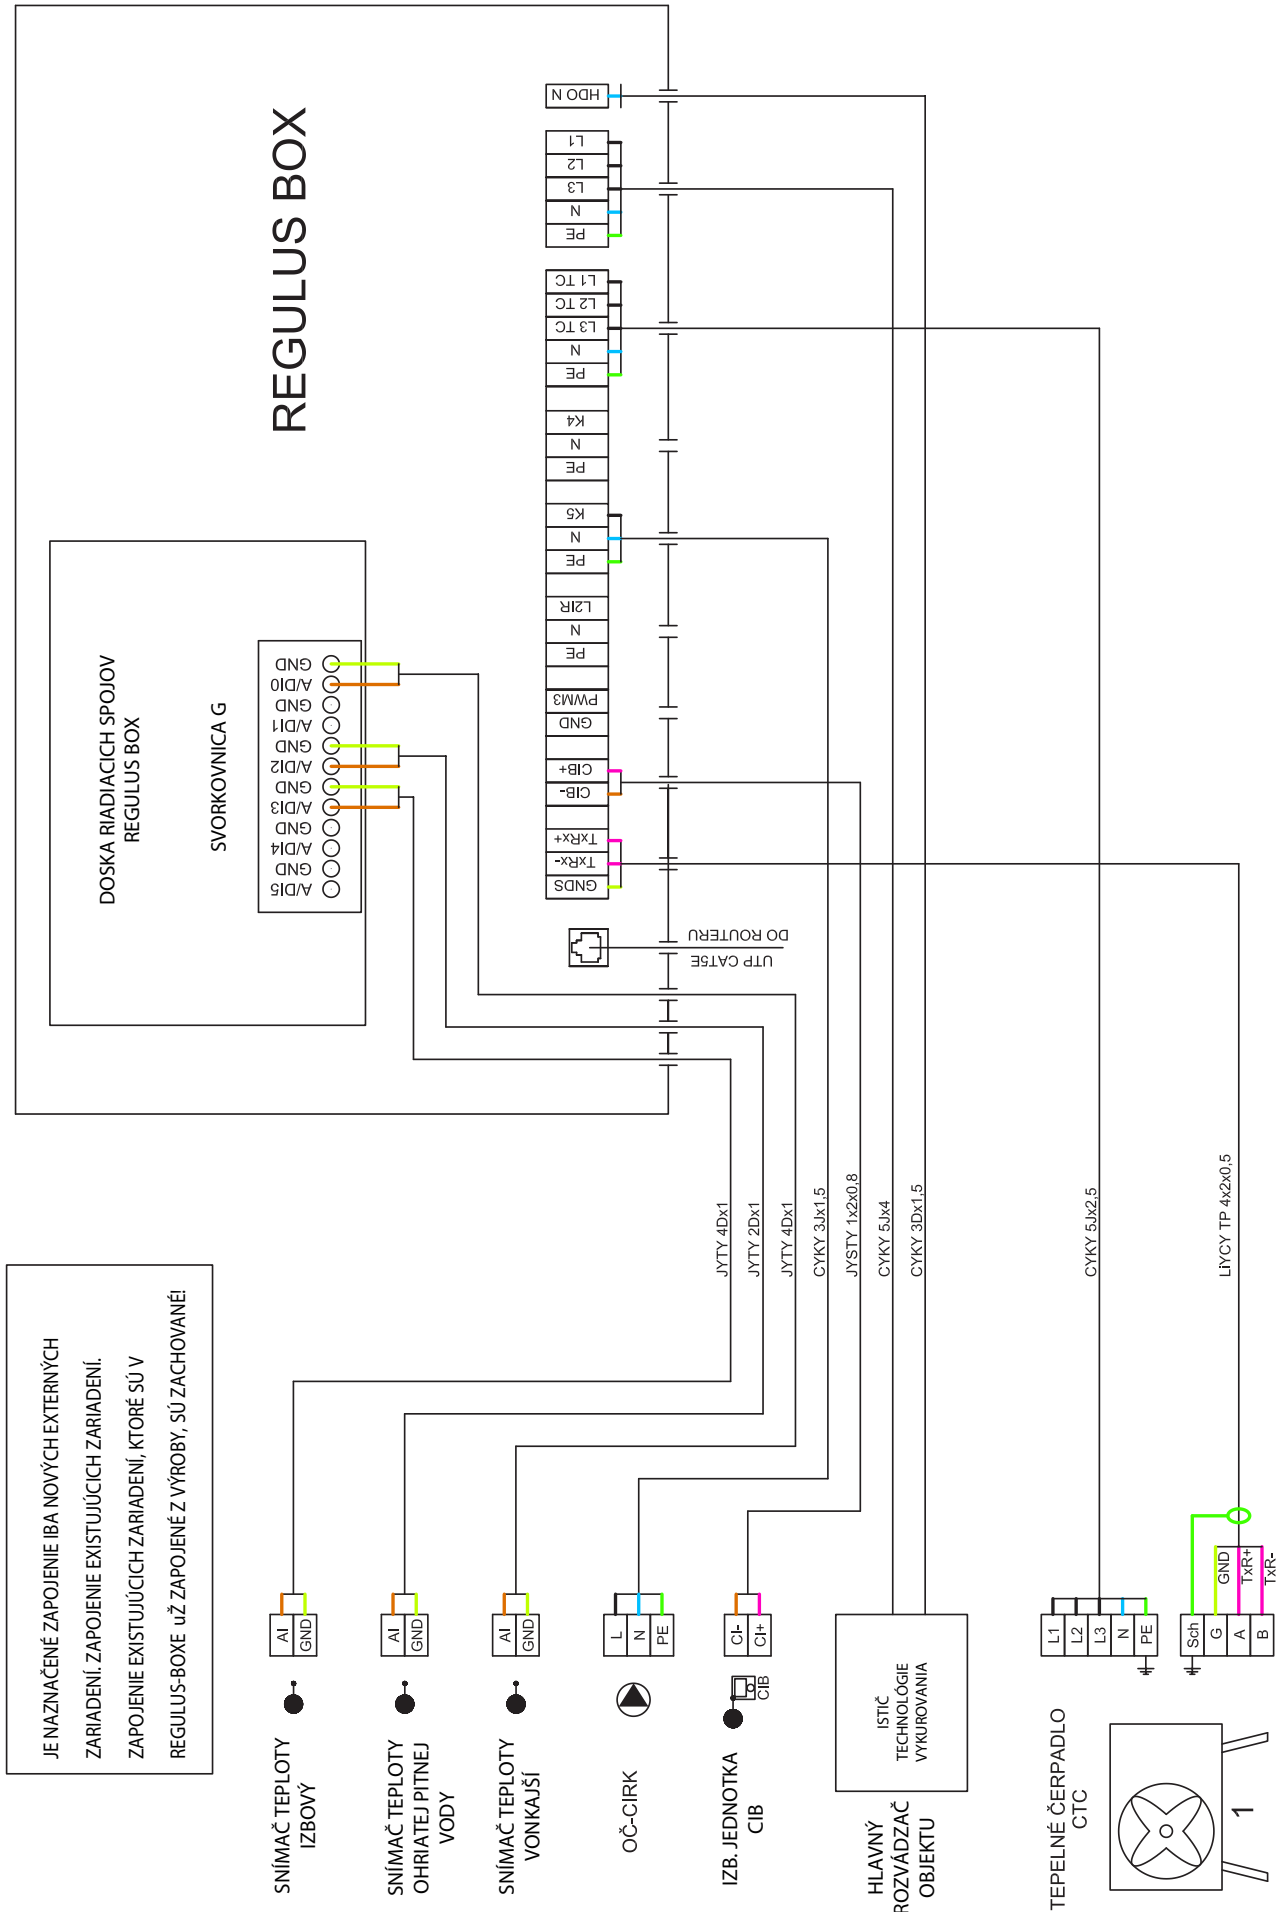 REGULUS BOX
DOSKA RIADIACICH SPOJOV
REGULUS BOX
SVORKOVNICA G
GND
A/DI0
GND
A/DI1
GND
A/DI2
GND
A/DI3
GND
A/DI4
GND
A/DI5
HDO N
L1
L2
L3
N
PE
L1 TC
L2 TC
L3 TC
N
PE
K4
N
PE
K5
N
PE
L2IR
N
PE
PWM3
GND
CIB+
CIB-
TxRx+
TxRx-
GNDS
DO ROUTERU
UTP CAT5E
JYTY 4Dx1
JYTY 2Dx1
JYTY 4Dx1
CYKY 3Jx1,5
JYSTY 1x2x0,8
CYKY 5Jx4
CYKY 3Dx1,5
CYKY 5Jx2,5
LiYCY TP 4x2x0,5
JE NAZNAČENÉ ZAPOJENIE IBA NOVÝCH EXTERNÝCH
ZARIADENÍ. ZAPOJENIE EXISTUJÚCICH ZARIADENÍ.
ZAPOJENIE EXISTUJÚCICH ZARIADENÍ, KTORÉ SÚ V
REGULUS-BOXE uŽ ZAPOJENÉ Z VÝROBY, SÚ ZACHOVANÉ!
AI
GND
SNÍMAČ TEPLOTY
IZBOVÝ
AI
GND
SNÍMAČ TEPLOTY
OHRIATEJ PITNEJ
VODY
AI
GND
SNÍMAČ TEPLOTY
VONKAJŠÍ
L
N
PE
OČ-CIRK
CI-
CI+
CIB
IZB. JEDNOTKA
CIB
ISTIČ
TECHNOLÓGIE
VYKUROVANIA
HLAVNÝ
ROZVÁDZAČ
OBJEKTU
L1
L2
L3
N
PE
GND
TxR+
TxR-
Sch
G
A
B
TEPELNÉ ČERPADLO
CTC
1